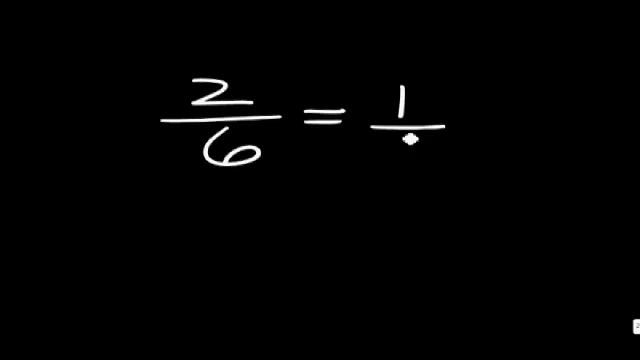 2/6 = 1/